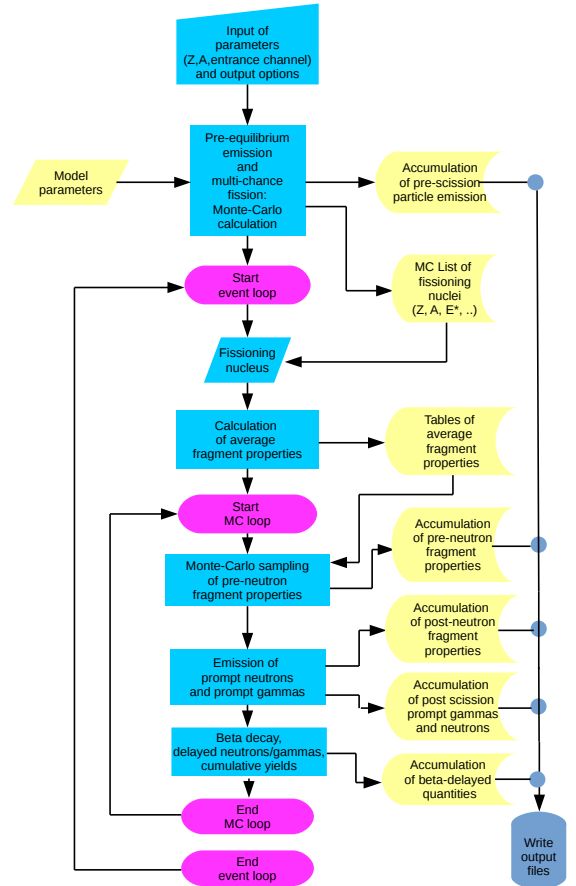 Input of
parameters
(Z,A,entrance channel)
and output options
Pre-equilibrium
emission
and
multi-chance
fission:
Monte-Carlo
calculation
Model
parameters
Accumulation
of pre-scission
particle emission
MC List of
fissioning
nuclei
(Z, A, E*, ..)
Start
event loop
Fissioning
nucleus
Calculation
of average
fragment properties
Tables of
average
fragment
properties
Start
MC loop
Monte-Carlo sampling
of pre-neutron
fragment properties
Accumulation
of pre-neutron
fragment
properties
Accumulation
of post-neutron
fragment
properties
Emission of
prompt neutrons
and prompt gammas
Accumulation
of post scission
prompt gammas
and neutrons
Beta decay,
delayed neutrons/gammas,
cumulative yields
Accumulation
of beta-delayed
quantities
End
MC loop
End
event loop
Write
output
files